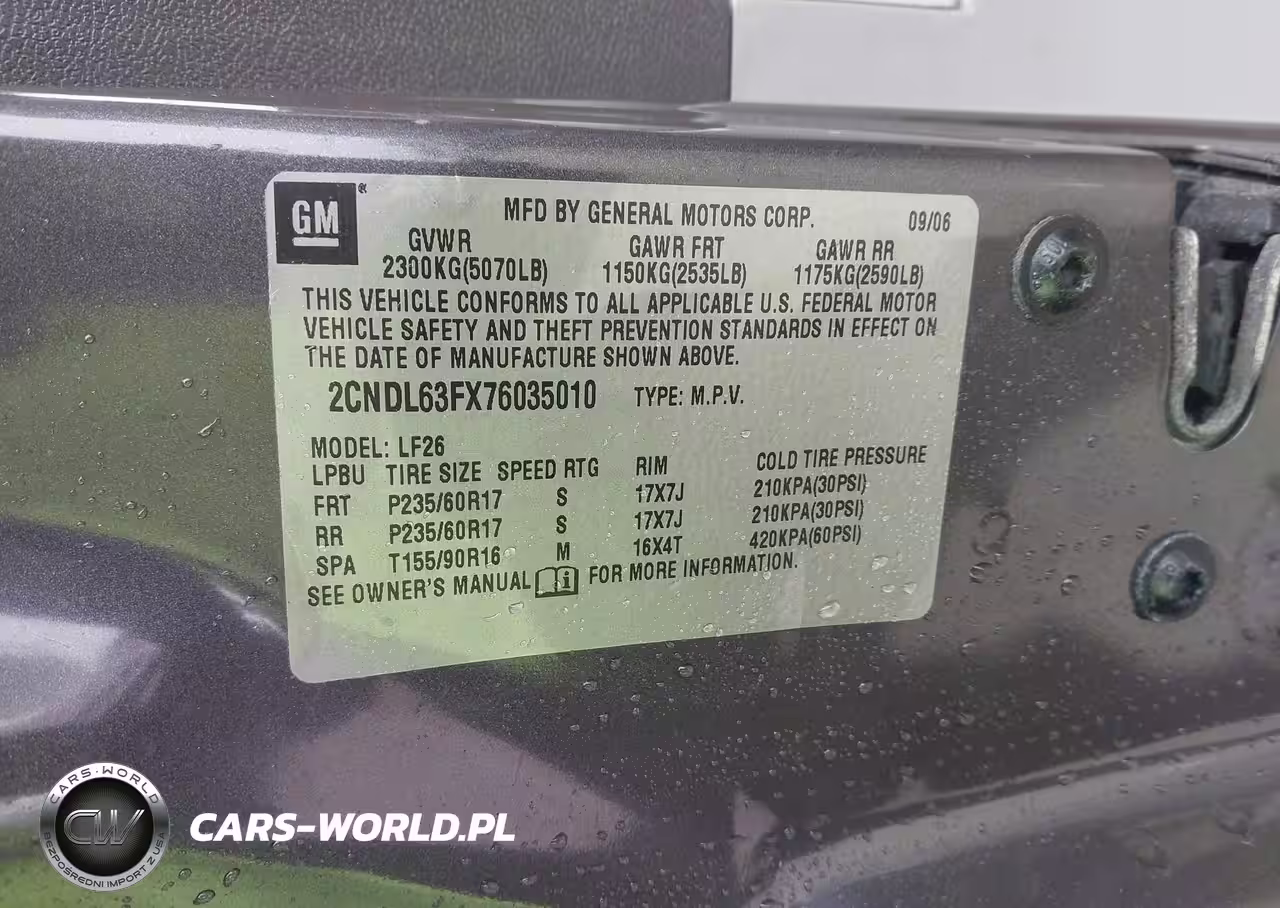 GM ®
MFD BY GENERAL MOTORS CORP. 09/06
GVWR GAWR FRT GAWR RR
2300KG(5070LB) 1150KG(2535LB) 1175KG(2590LB)
THIS VEHICLE CONFORMS TO ALL APPLICABLE U.S. FEDERAL MOTOR
VEHICLE SAFETY AND THEFT PREVENTION STANDARDS IN EFFECT ON
THE DATE OF MANUFACTURE SHOWN ABOVE.
2CNDL63FX76035010 TYPE: M.P.V.
MODEL: LF26
LPBU TIRE SIZE SPEED RTG RIM COLD TIRE PRESSURE
FRT P235/60R17 S 17X7J 210KPA(30PSI)
RR P235/60R17 S 17X7J 210KPA(30PSI)
SPA T155/90R16 M 16X4T 420KPA(60PSI)
SEE OWNER'S MANUAL FOR MORE INFORMATION.
CARS-WORLD
CW
BEZPOŚREDNI IMPORT Z USA
CARS-WORLD.PL